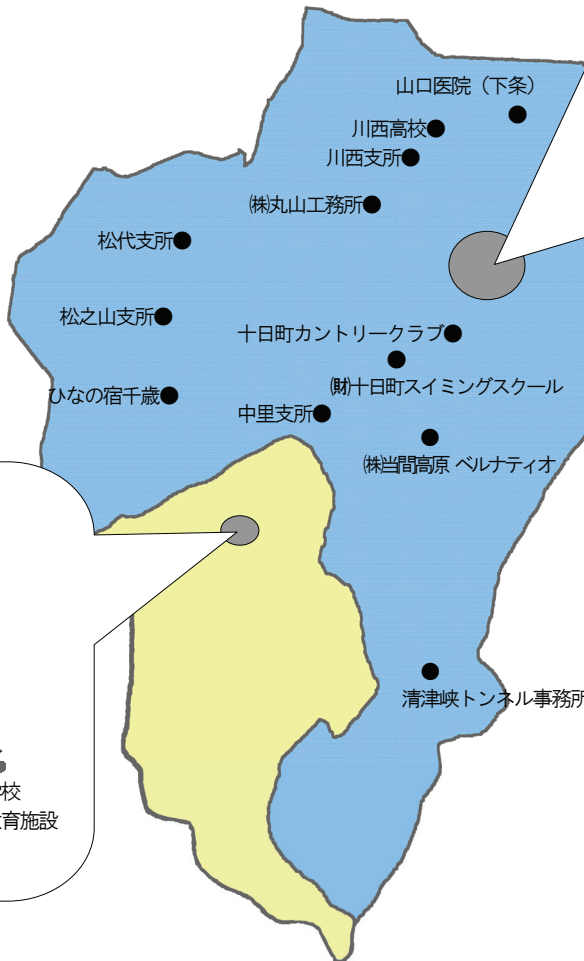 山口医院（下条）
川西高校
川西支所
㈱丸山工務所
松代支所
松之山支所
十日町カントリークラブ
ひなの宿千歳
㈶十日町スイミングスクール
中里支所
㈱当間高原 ベルナティオ
清津峡トンネル事務所
校
育施設